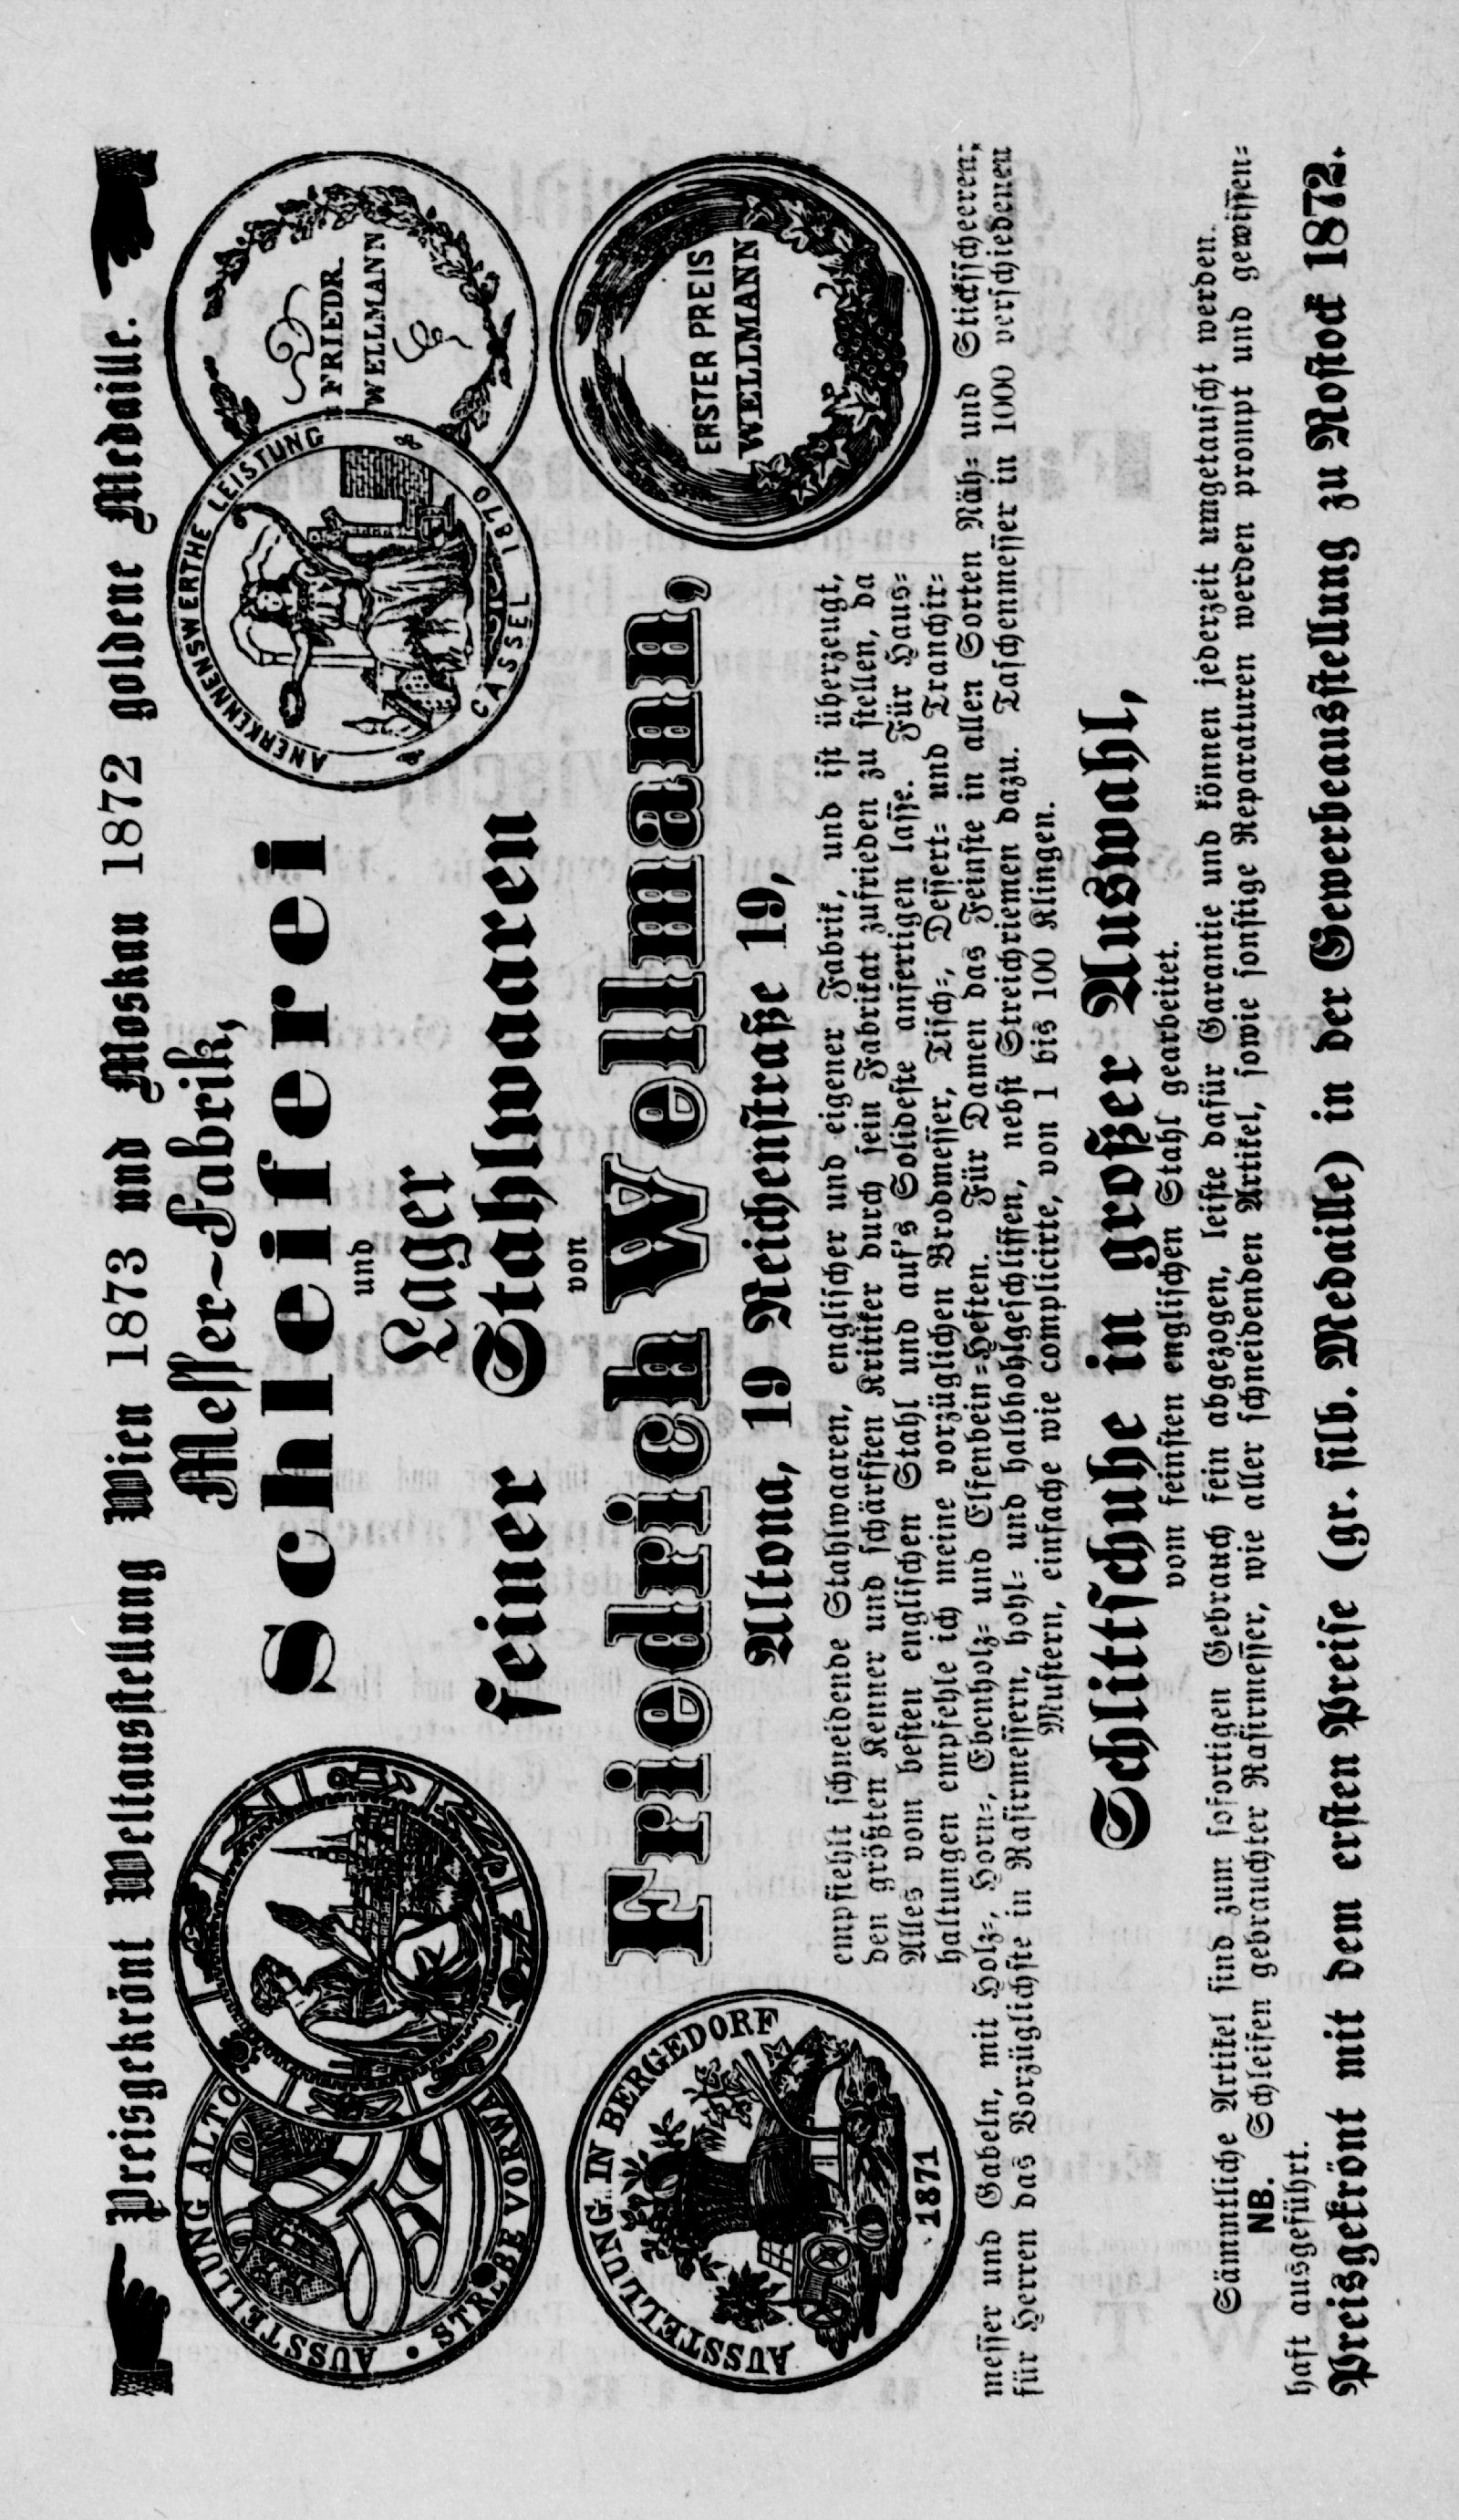 Preisgekrönt Weltausstellung Wien 1873 und Moskau 1872 goldene Medaille.
Messer-Fabrik,
Schleiferei
und
Lager
feiner Stahlwaaren
von
Friedrich Wellmann,
Altona, 19 Reichenstraße 19,
AUSSTELLUNG ALTO
STREBE VORWA
ANERKENNENSWERTHE LEISTUNG
CASSEL 1870
FRIEDR.
WELLMANN
AUSSTELLUNG IN BERGEDORF
1871
ERSTER PREIS
WELLMANN
empfiehlt schneidende Stahlwaaren, englischer und eigener Fabrik, und ist überzeugt,
den größten Kenner und schärfsten Kritiker durch sein Fabrikat zufrieden zu stellen, da
Alles vom besten englischen Stahl und auf's Solideste anfertigen lasse. Für Haus-
haltungen empfehle ich meine vorzüglichen Brodmesser, Tisch-, Dessert- und Tranchir-
messer und Gabeln, mit Holz-, Horn-, Ebenholz- und Elfenbein-Heften. Für Damen das Feinste in allen Sorten Näh- und Stickscheeren;
für Herren das Vorzüglichste in Rasirmessern, hohl- und halbhohlgeschliffen, nebst Streichriemen dazu. Taschenmesser in 1000 verschiedenen
Mustern, einfache wie complicirte, von 1 bis 100 Klingen.
Schlittschuhe in großer Auswahl,
vom feinsten englischen Stahl gearbeitet.
Sämmtliche Artikel sind zum sofortigen Gebrauch fein abgezogen, leiste dafür Garantie und können jederzeit umgetauscht werden.
NB. Schleifen gebrauchter Rasirmesser, wie aller schneidenden Artikel, sowie sonstige Reparaturen werden prompt und gewissen-
haft ausgeführt.
Preisgekrönt mit dem ersten Preise (gr. silb. Medaille) in der Gewerbeausstellung zu Rostock 1872.